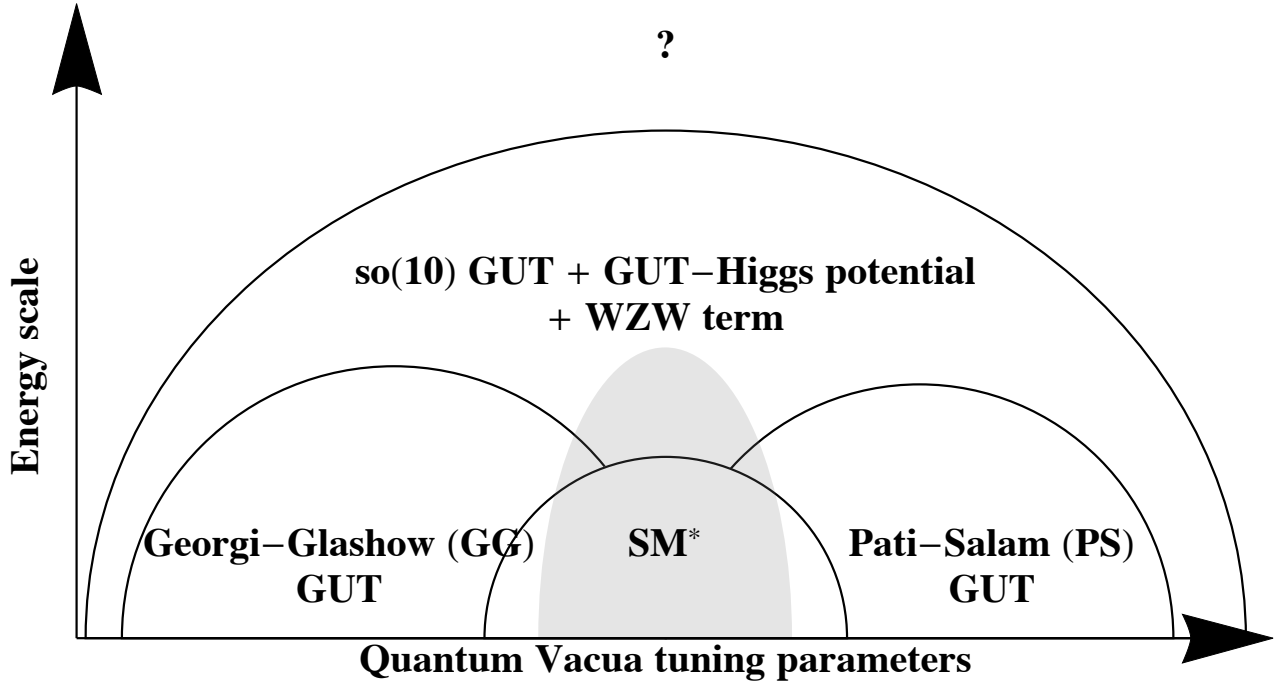 ?
so(10) GUT + GUT−Higgs potential
+ WZW term
Energy scale
Georgi−Glashow (GG)
GUT
SM*
Pati−Salam (PS)
GUT
Quantum Vacua tuning parameters